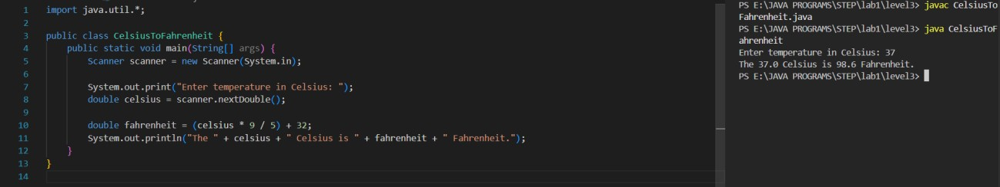 1 import java.util.*;
2
3 public class CelsiusToFahrenheit {
4     public static void main(String[] args) {
5         Scanner scanner = new Scanner(System.in);
6
7         System.out.print("Enter temperature in Celsius: ");
8         double celsius = scanner.nextDouble();
9
10         double fahrenheit = (celsius * 9 / 5) + 32;
11         System.out.println("The " + celsius + " Celsius is " + fahrenheit + " Fahrenheit.");
12     }
13 }
14
PS E:\JAVA PROGRAMS\STEP\lab1\level3> javac CelsiusTo
Fahrenheit.java
PS E:\JAVA PROGRAMS\STEP\lab1\level3> java CelsiusToF
ahrenheit
Enter temperature in Celsius: 37
The 37.0 Celsius is 98.6 Fahrenheit.
PS E:\JAVA PROGRAMS\STEP\lab1\level3>